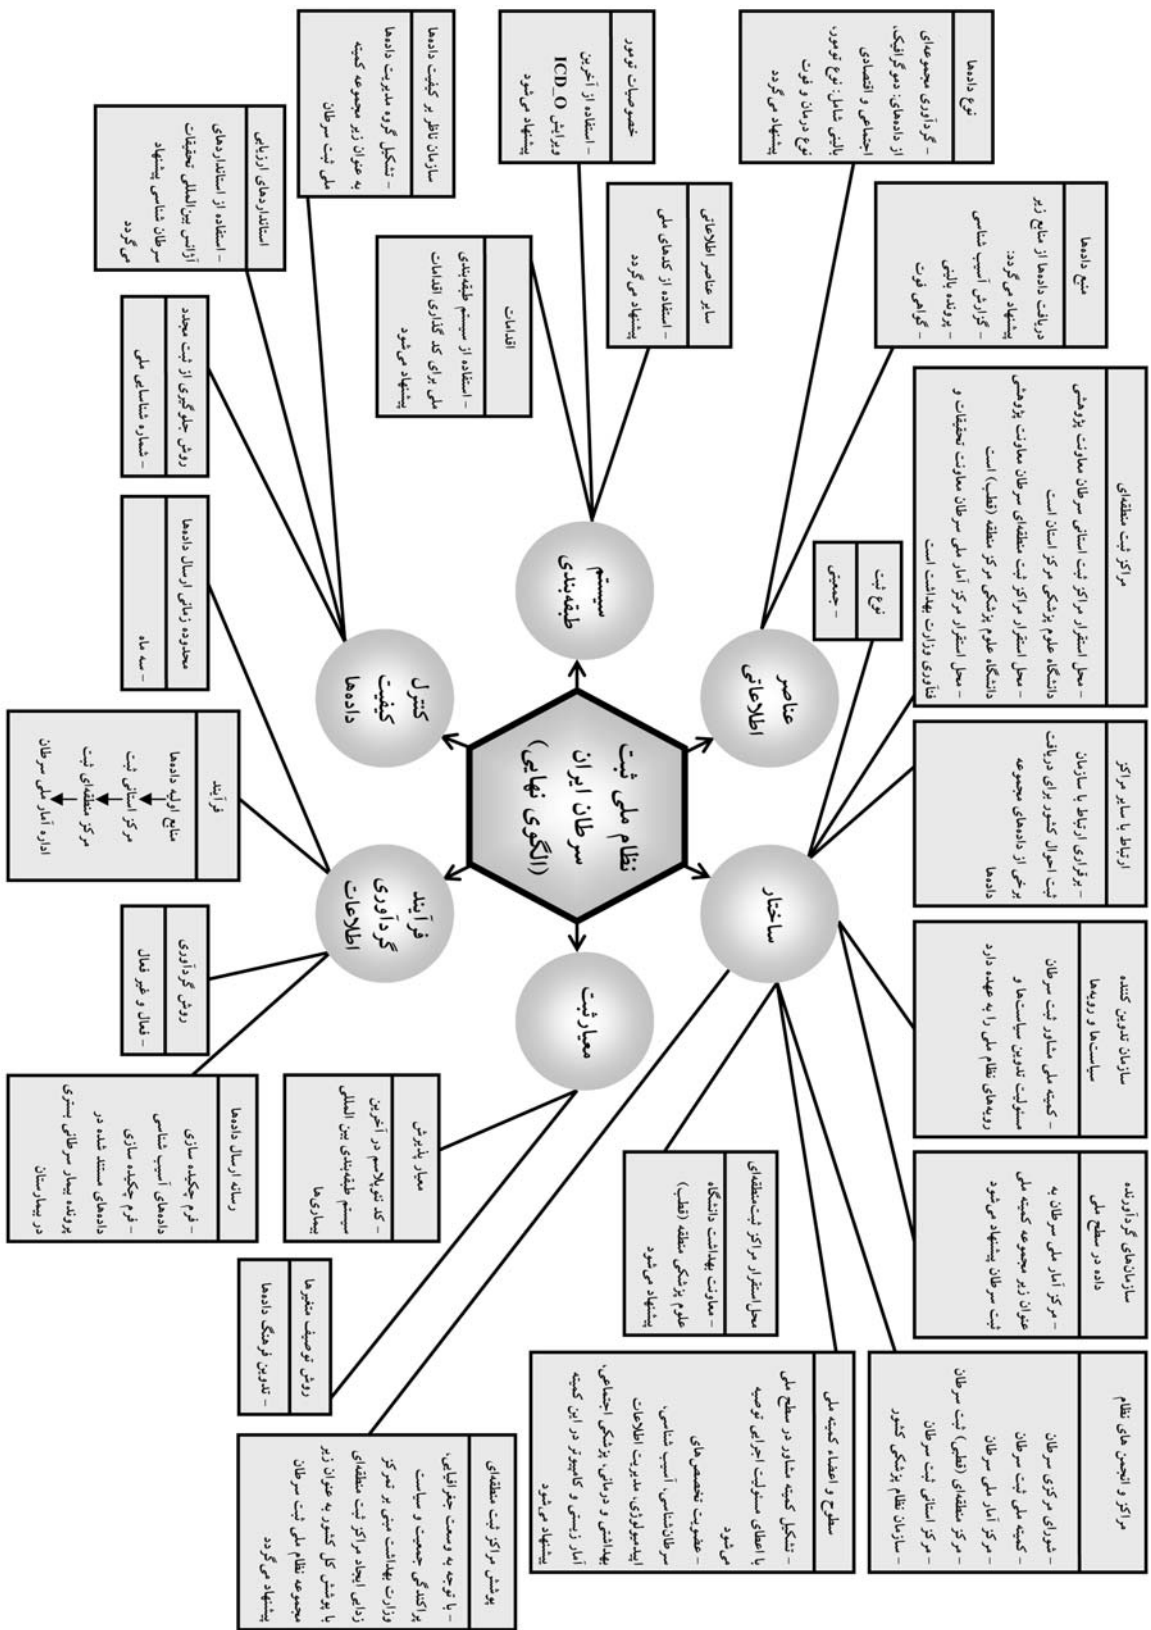 نظام ملی ثبت
سرطان ایران
(الگوی نهایی)
عناصر
اطلاعاتی
نوع داده‌ها
- گردآوری مجموعه‌ای
از داده‌های: دموگرافیک،
اجتماعی و اقتصادی
بالینی شامل: نوع تومور،
نوع درمان و فوت
پیشنهاد می‌گردد
منبع داده‌ها
دریافت داده‌ها از منابع زیر
پیشنهاد می‌گردد:
- گزارش آسیب شناسی
- پرونده بالینی
- گواهی فوت
ساختار
مراکز ثبت منطقه‌ای
- محل استقرار مراکز ثبت استانی سرطان معاونت پژوهشی
دانشگاه علوم پزشکی مرکز استان است
- محل استقرار مراکز ثبت منطقه‌ای سرطان معاونت پژوهشی
دانشگاه علوم پزشکی مرکز منطقه (قطب) است
- محل استقرار مرکز آمار ملی سرطان معاونت تحقیقات و
فنآوری وزارت بهداشت است
نوع ثبت
- جمعیتی
ارتباط با سایر مراکز
- برقراری ارتباط با سازمان
ثبت احوال کشور برای دریافت
برخی از داده‌های مجموعه
داده‌ها
سازمان تدوین کننده
سیاست‌ها و رویه‌ها
- کمیته ملی مشاور ثبت سرطان
مسئولیت تدوین سیاست‌ها و
رویه‌های نظام ملی را به عهده دارد
سازمان‌های گردآورنده
داده در سطح ملی
- مرکز آمار ملی سرطان به
عنوان زیر مجموعه کمیته ملی
ثبت سرطان پیشنهاد می‌شود
مراکز و انجمن های نظام
- شورای مرکزی سرطان
- کمیته ملی ثبت سرطان
- مرکز آمار ملی سرطان
- مرکز منطقه‌ای (قطبی) ثبت سرطان
- مرکز استانی ثبت سرطان
- سازمان نظام پزشکی کشور
سطوح و اعضاء کمیته ملی
- تشکیل کمیته مشاور در سطح ملی
با اعطای مسئولیت اجرایی توصیه
می‌شود
- عضویت تخصص‌های
سرطان‌شناسی، آسیب شناسی،
اپیدمیولوژی، مدیریت اطلاعات
بهداشتی و درمانی، پزشکی اجتماعی،
آمار زیستی و کامپیوتر در این کمیته
پیشنهاد می‌شود
محل استقرار مراکز ثبت‌منطقه‌ای
- معاونت بهداشت دانشگاه
علوم پزشکی منطقه (قطب)
پیشنهاد می‌شود
پوشش مراکز ثبت منطقه‌ای
- با توجه به وسعت جغرافیایی،
پراکندگی جمعیت و سیاست
وزارت بهداشت مبنی بر تمرکز
زدایی ایجاد مراکز ثبت منطقه‌ای
با پوشش کل کشور به عنوان زیر
مجموعه نظام ملی ثبت سرطان
پیشنهاد می‌گردد
سیستم
طبقه‌بندی
خصوصیات تومور
- استفاده از آخرین
ویرایش ICD_O
پیشنهاد می‌شود
سایر عناصر اطلاعاتی
- استفاده از کدهای ملی
پیشنهاد می‌گردد
اقدامات
- استفاده از سیستم طبقه‌بندی
ملی برای کد گذاری اقدامات
پیشنهاد می‌شود
معیار ثبت
معیار پذیرش
- کد نئوپلاسم در آخرین
سیستم طبقه‌بندی بین المللی
بیماری‌ها
روش توصیف متغیرها
- تدوین فرهنگ داده‌ها
کنترل
کیفیت
داده‌ها
سازمان ناظر بر کیفیت داده‌ها
- تشکیل گروه مدیریت داده‌ها
به عنوان زیر مجموعه کمیته
ملی ثبت سرطان
استانداردهای ارزیابی
- استفاده از استانداردهای
آژانس بین‌المللی تحقیقات
سرطان شناسی پیشنهاد
می‌گردد
روش جلوگیری از ثبت مجدد
- شماره شناسایی ملی
فرآیند
گردآوری
اطلاعات
محدوده زمانی ارسال داده‌ها
- سه ماه
فرآیند
منابع اولیه داده‌ها
مرکز استانی ثبت
مرکز منطقه‌ای ثبت
اداره آمار ملی سرطان
روش گردآوری
- فعال و غیر فعال
رسانه ارسال داده‌ها
- فرم چکیده سازی
داده‌های آسیب شناسی
- فرم چکیده سازی
داده‌های مستند شده در
پرونده بیمار سرطانی بستری
در بیمارستان